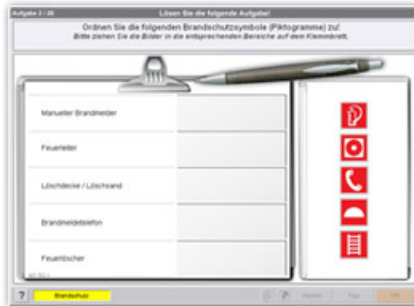 Aufgabe 2 / 20
Lösen Sie die folgende Aufgabe!
Ordnen Sie die folgenden Brandschutzsymbole (Piktogramme) zu!
Bitte ziehen Sie die Bilder in die entsprechenden Bereiche auf dem Klemmbrett.
Manueller Brandmelder
Feuerleiter
Löschdecke / Löschsand
Brandmeldetelefon
Feuerlöscher
? Brandschutz